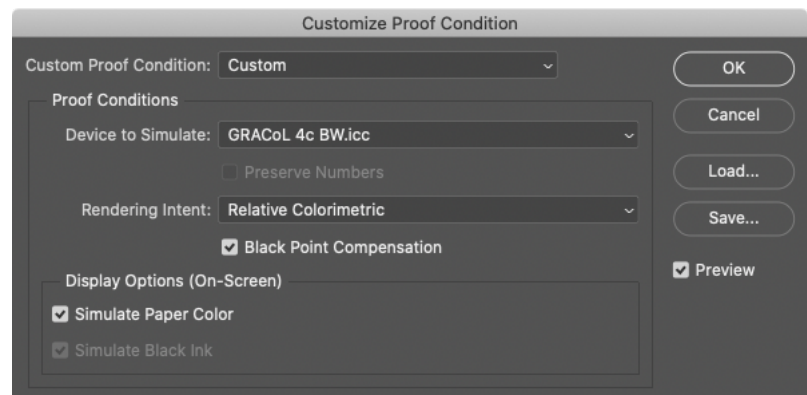 Customize Proof Condition
Custom Proof Condition: Custom
OK
Proof Conditions
Cancel
Device to Simulate: GRACoL 4c BW.icc
Preserve Numbers
Load...
Rendering Intent: Relative Colorimetric
Save...
Black Point Compensation
Preview
Display Options (On-Screen)
Simulate Paper Color
Simulate Black Ink